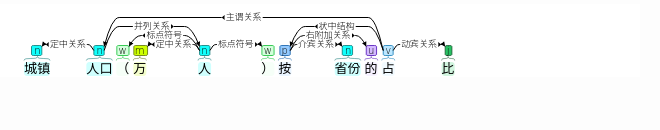 主谓关系
并列关系 状中结构
标点符号 右附加关系
定中关系 定中关系 标点符号 介宾关系 动宾关系
n n w m n w p n u v j
城镇 人口 （ 万 人 ） 按 省份 的 占 比